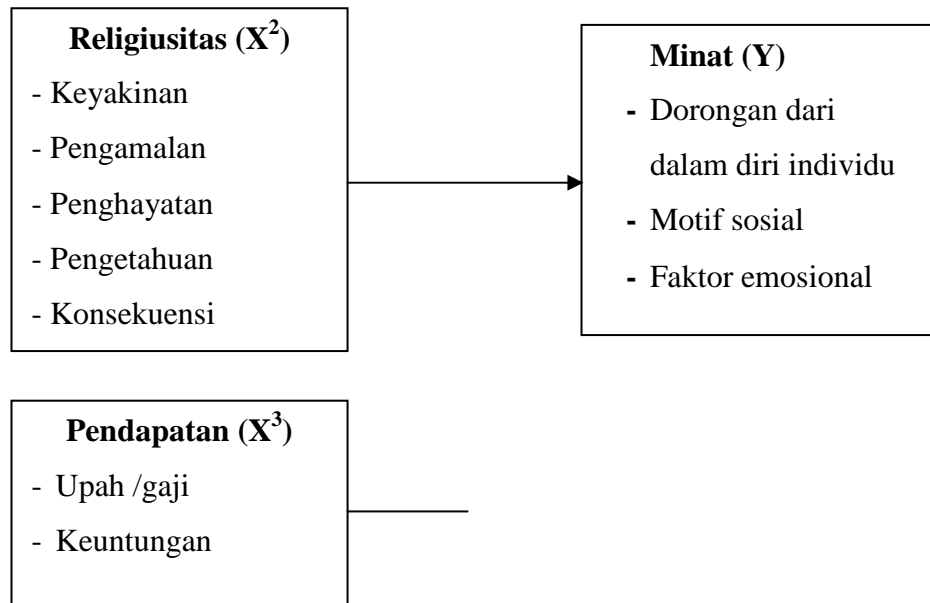 Religiusitas (X²)
- Keyakinan
- Pengamalan
- Penghayatan
- Pengetahuan
- Konsekuensi
Minat (Y)
- Dorongan dari
dalam diri individu
- Motif sosial
- Faktor emosional
Pendapatan (X³)
- Upah /gaji
- Keuntungan